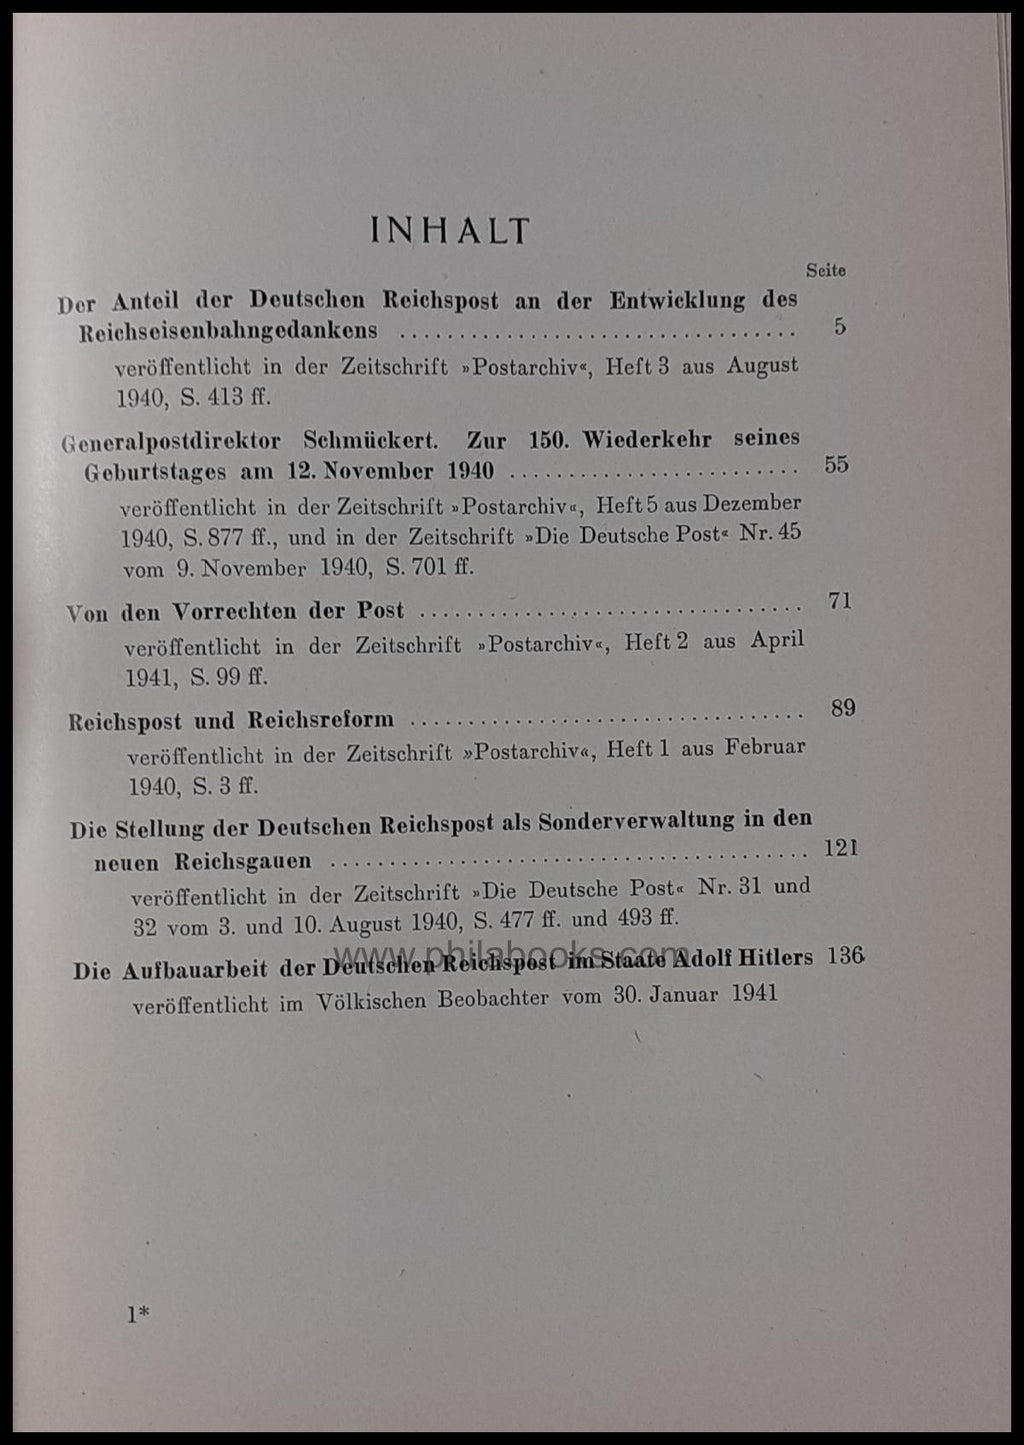 INHALT
Seite
Der Anteil der Deutschen Reichspost an der Entwicklung des
Reichseisenbahngedankens ................................. 5
veröffentlicht in der Zeitschrift »Postarchiv«, Heft 3 aus August
1940, S. 413 ff.
Generalpostdirektor Schmückert. Zur 150. Wiederkehr seines
Geburtstages am 12. November 1940 ......................... 55
veröffentlicht in der Zeitschrift »Postarchiv«, Heft 5 aus Dezember
1940, S. 877 ff., und in der Zeitschrift »Die Deutsche Post« Nr. 45
vom 9. November 1940, S. 701 ff.
Von den Vorrechten der Post ................................. 71
veröffentlicht in der Zeitschrift »Postarchiv«, Heft 2 aus April
1941, S. 99 ff.
Reichspost und Reichsreform ................................. 89
veröffentlicht in der Zeitschrift »Postarchiv«, Heft 1 aus Februar
1940, S. 3 ff.
Die Stellung der Deutschen Reichspost als Sonderverwaltung in den
neuen Reichsgauen ......................................... 121
veröffentlicht in der Zeitschrift »Die Deutsche Post« Nr. 31 und
32 vom 3. und 10. August 1940, S. 477 ff. und 493 ff.
www.philabooks.com
Die Aufbauarbeit der Deutschen Reichspost im Staate Adolf Hitlers 136
veröffentlicht im Völkischen Beobachter vom 30. Januar 1941
1*